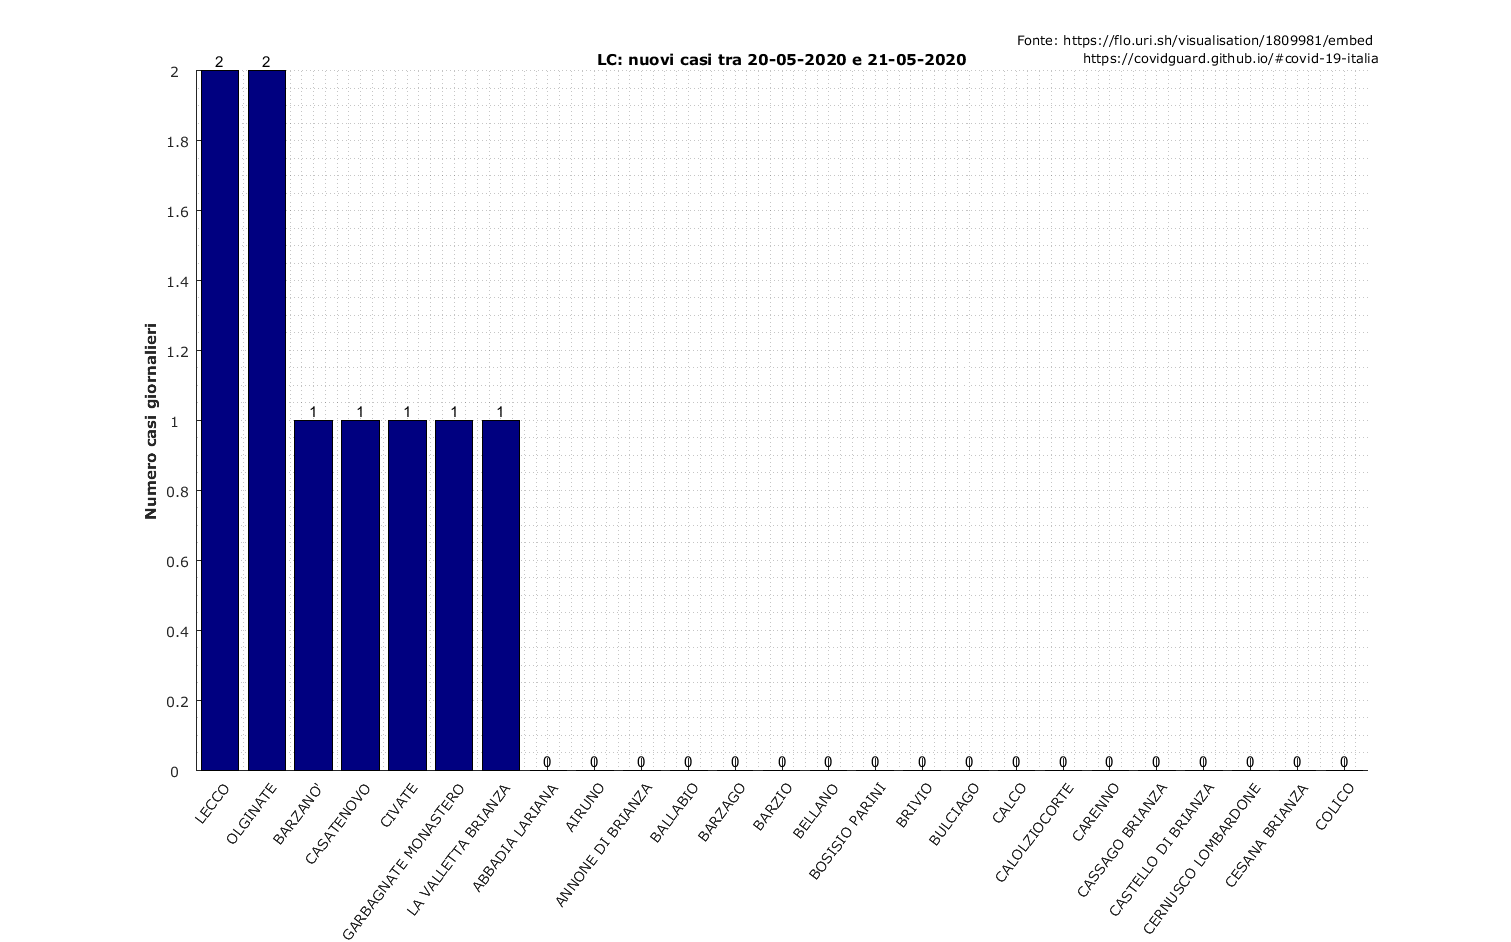 Fonte: https://flo.uri.sh/visualisation/1809981/embed
https://covidguard.github.io/#covid-19-italia
LC: nuovi casi tra 20-05-2020 e 21-05-2020
Numero casi giornalieri
2
1.8
1.6
1.4
1.2
1
0.8
0.6
0.4
0.2
0
2 2 1 1 1 1 1 0 0 0 0 0 0 0 0 0 0 0 0 0 0 0 0 0 0
LECCO
OLGINATE
BARZANO'
CASATENOVO
CIVATE
GARBAGNATE MONASTERO
LA VALLETTA BRIANZA
ABBADIA LARIANA
AIRUNO
ANNONE DI BRIANZA
BALLABIO
BARZAGO
BARZIO
BELLANO
BOSISIO PARINI
BRIVIO
BULCIAGO
CALCO
CALOLZIOCORTE
CARENNO
CASSAGO BRIANZA
CASTELLO DI BRIANZA
CERNUSCO LOMBARDONE
CESANA BRIANZA
COLICO